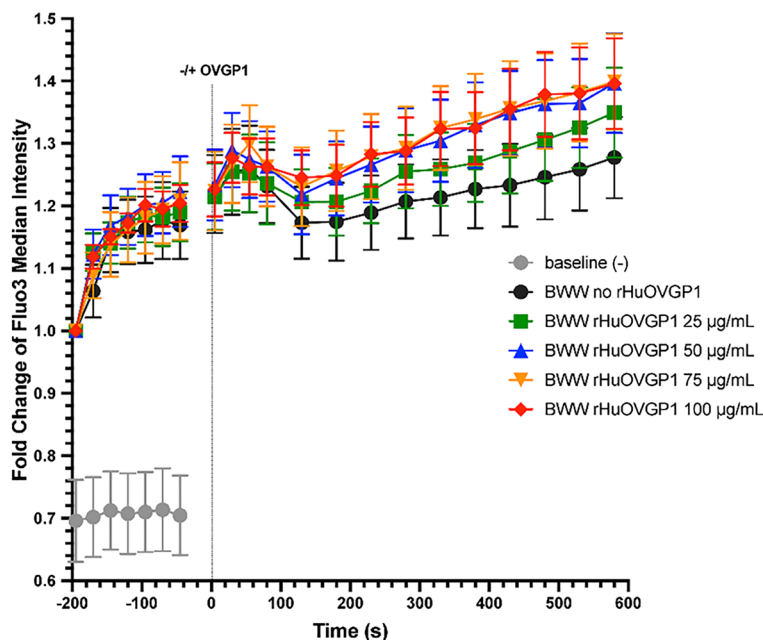 -/+ OVGP1
Fold Change of Fluo3 Median Intensity
1.5
1.4
1.3
1.2
1.1
1.0
0.9
0.8
0.7
0.6
baseline (-)
BWW no rHuOVGP1
BWW rHuOVGP1 25 µg/mL
BWW rHuOVGP1 50 µg/mL
BWW rHuOVGP1 75 µg/mL
BWW rHuOVGP1 100 µg/mL
-200 -100 0 100 200 300 400 500 600
Time (s)